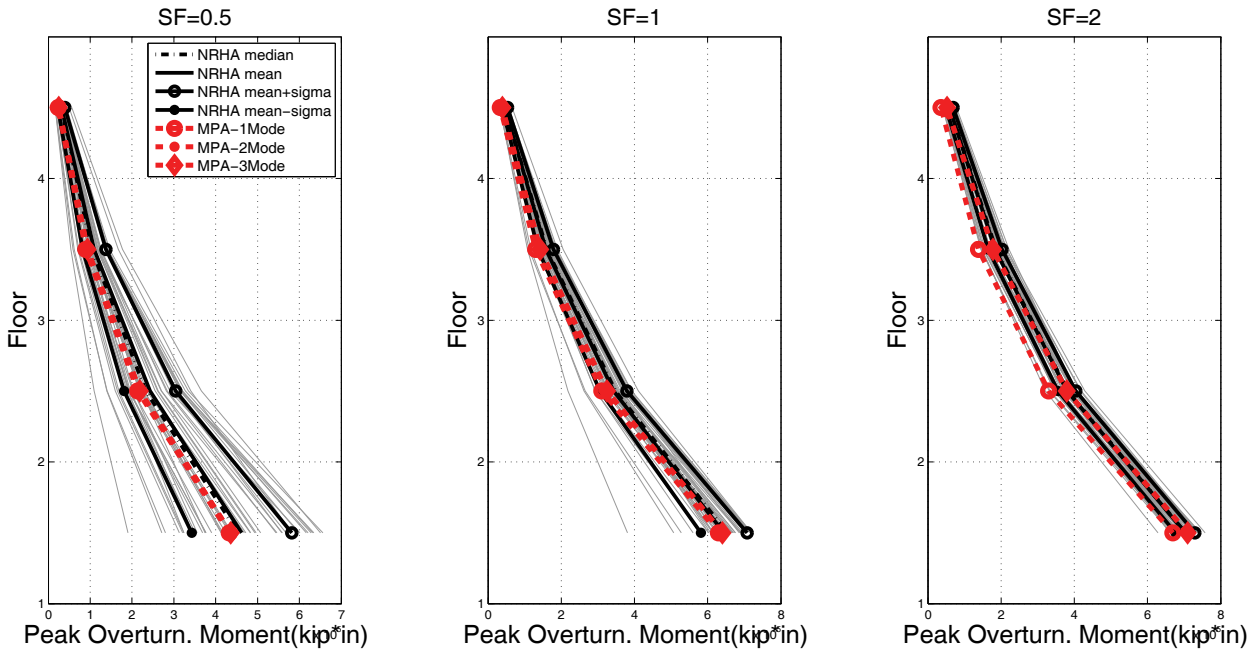 SF=0.5
SF=1
SF=2
NRHA median
NRHA mean
NRHA mean+sigma
NRHA mean−sigma
MPA−1Mode
MPA−2Mode
MPA−3Mode
4
3
2
1
Floor
0 1 2 3 4 5 6 7
Peak Overturn. Moment(kip*in)
4
3
2
1
Floor
0 2 4 6 8
Peak Overturn. Moment(kip*in)
4
3
2
1
Floor
0 2 4 6 8
Peak Overturn. Moment(kip*in)